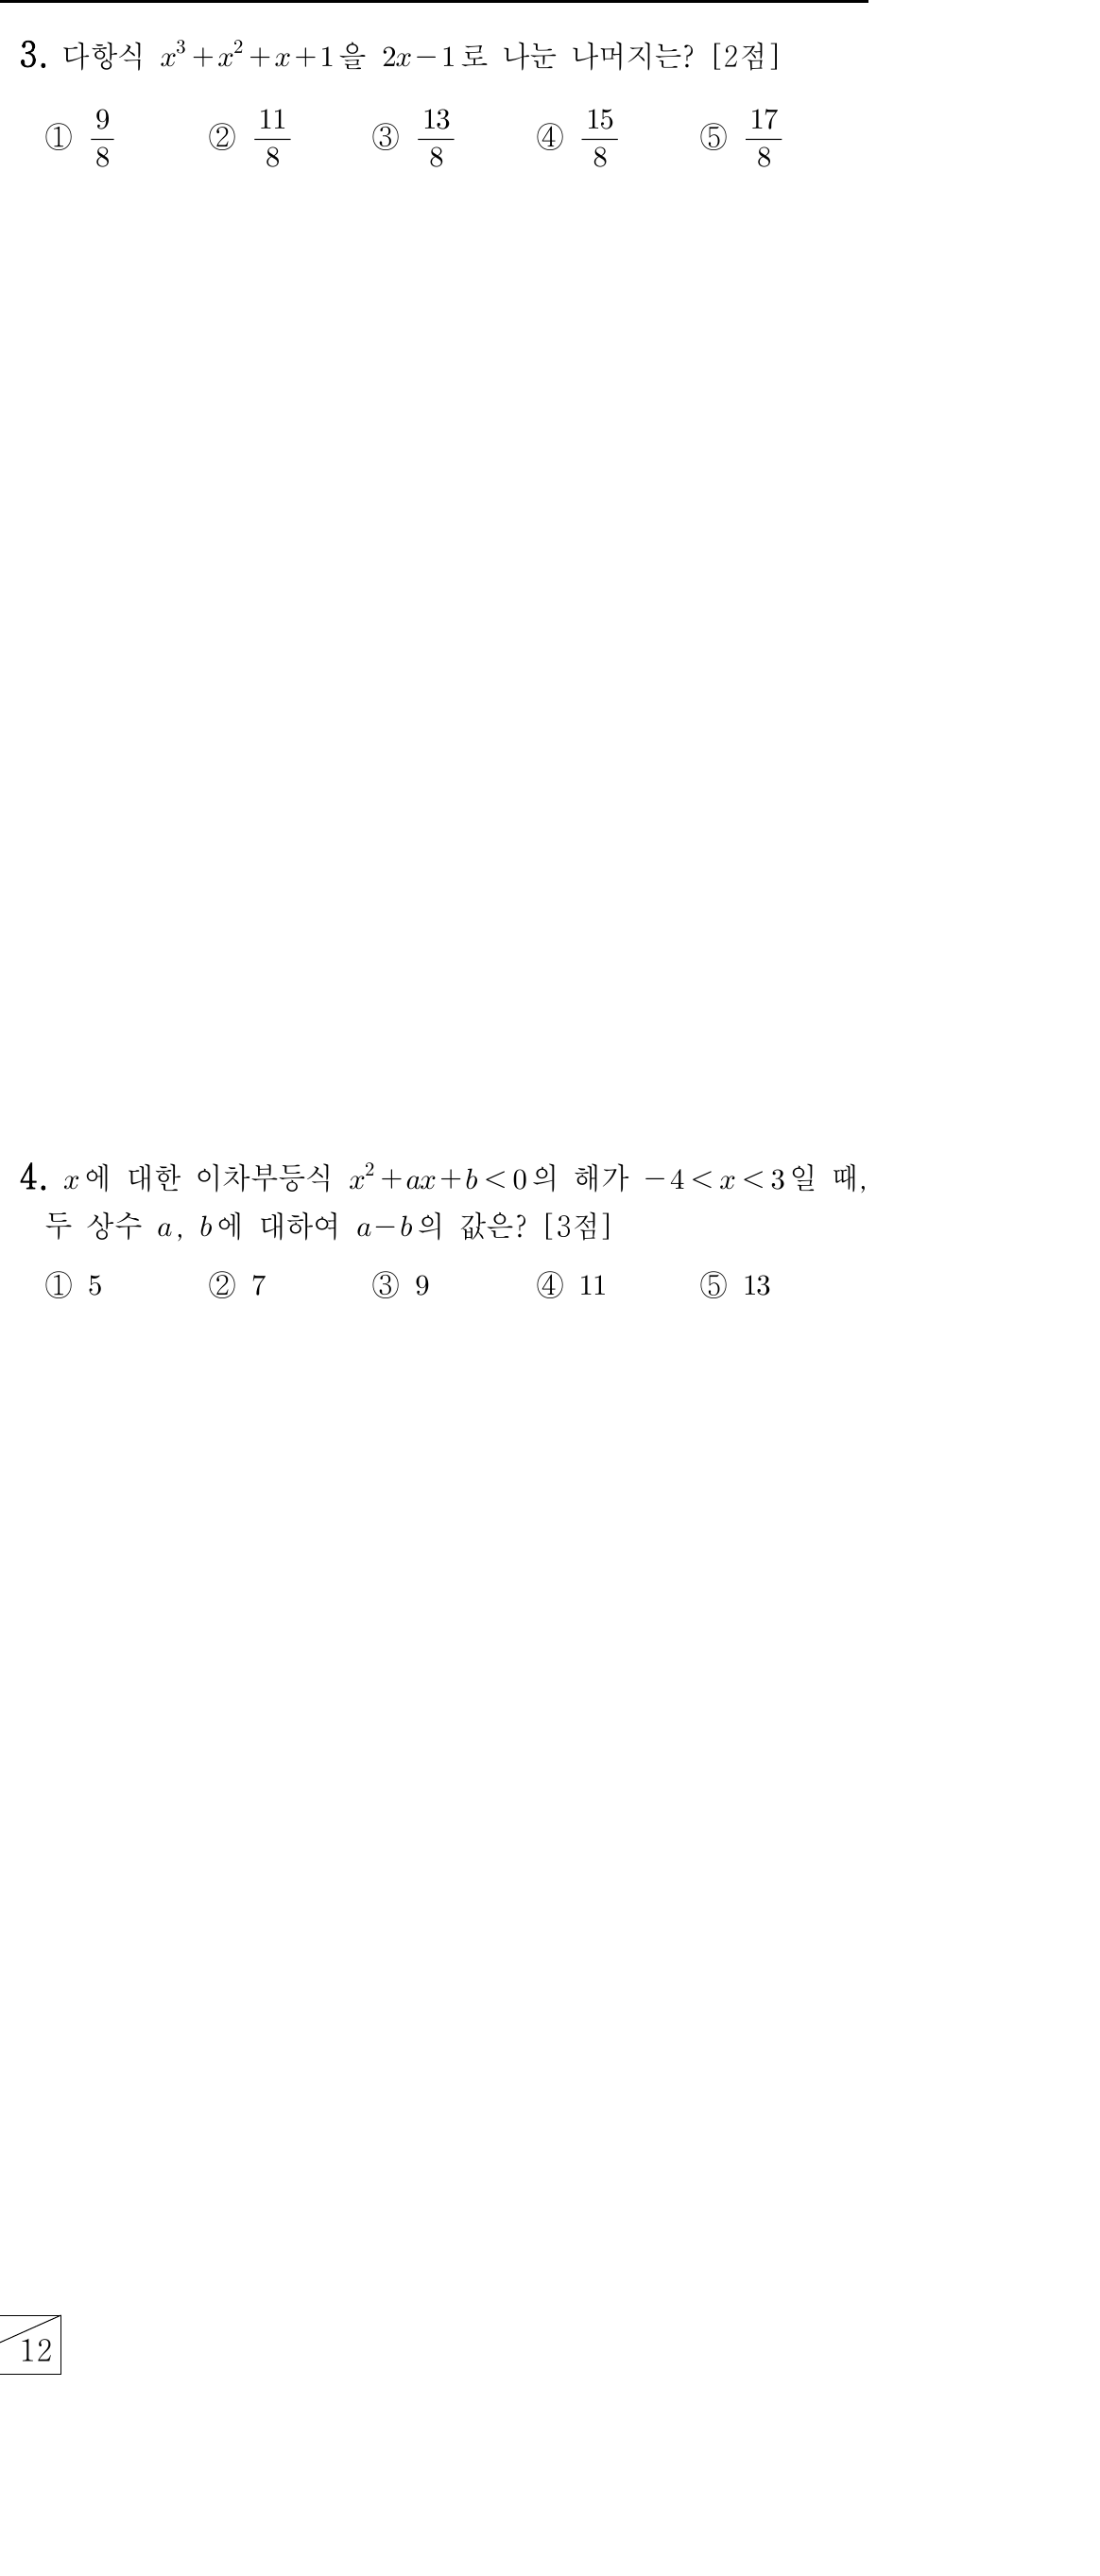 3. 다항식 x³+x²+x+1을 2x-1로 나눈 나머지는? [2점]
① 9/8 ② 11/8 ③ 13/8 ④ 15/8 ⑤ 17/8
4. x에 대한 이차부등식 x²+ax+b<0의 해가 -4<x<3일 때,
두 상수 a, b에 대하여 a-b의 값은? [3점]
① 5 ② 7 ③ 9 ④ 11 ⑤ 13
12